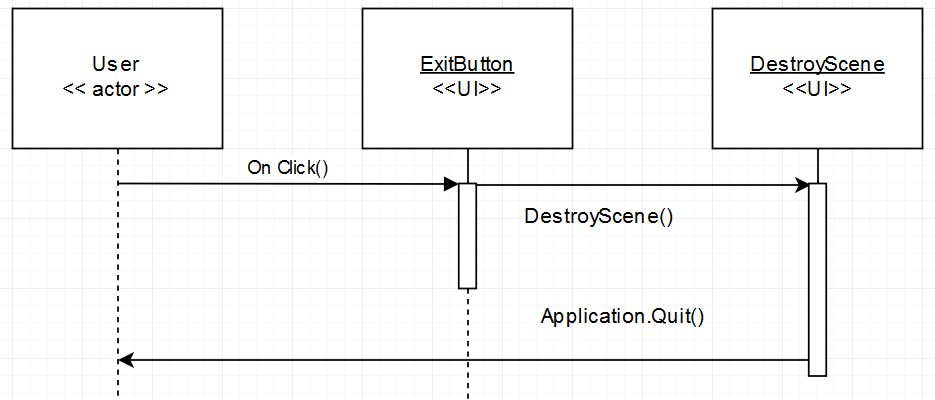 User
<< actor >>
ExitButton
<<UI>>
DestroyScene
<<UI>>
On Click()
DestroyScene()
Application.Quit()